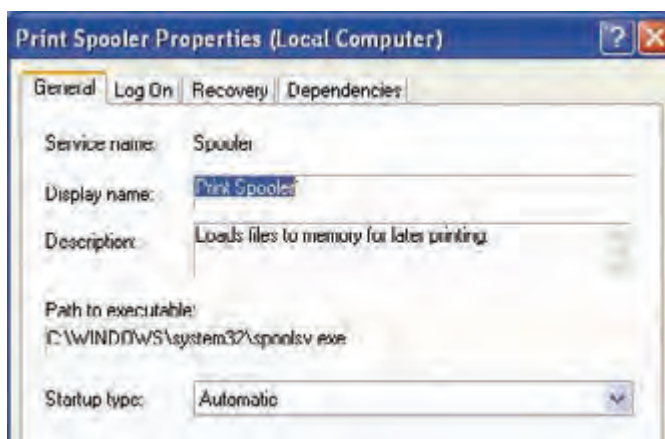 Print Spooler Properties (Local Computer)
General Log On Recovery Dependencies
Service name: Spooler
Display name: Print Spooler
Description: Loads files to memory for later printing.
Path to executable:
C:\WINDOWS\system32\spoolsv.exe
Startup type: Automatic